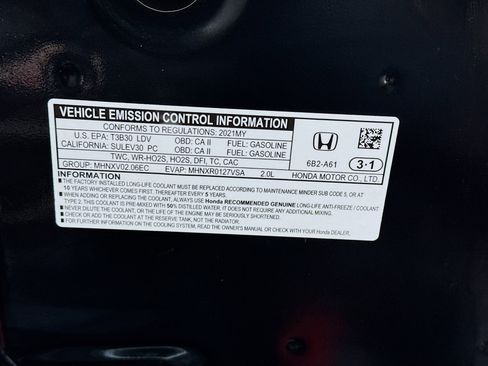 VEHICLE EMISSION CONTROL INFORMATION
CONFORMS TO REGULATIONS: 2021MY
U.S. EPA: T3B30 LDV OBD: CA II FUEL: GASOLINE
CALIFORNIA: SULEV30 PC OBD: CA II FUEL: GASOLINE
TWC, WR-HO2S, HO2S, DFI, TC, CAC
GROUP: MHNXV02.06EC EVAP: MHNXR0127VSA 2.0L
6B2-A61 3-1
HONDA MOTOR CO., LTD.
INFORMATION
■ THE FACTORY INSTALLED LONG-LIFE COOLANT MUST BE REPLACED ACCORDING TO MAINTENANCE MINDER SUB CODE 5, OR AT
10 YEARS WHICHEVER COMES FIRST. THEREAFTER EVERY 5 YEARS.
■ IF YOU ADD OR REPLACE THE COOLANT, ALWAYS USE Honda RECOMMENDED GENUINE LONG-LIFE ANTI-FREEZE / COOLANT
TYPE 2. THIS COOLANT IS PRE-MIXED WITH 50% DISTILLED WATER. IT DOES NOT REQUIRE ANY ADDITIONAL MIXING.
■ NEVER DILUTE THE COOLANT, OR THE LIFE OF THE ENGINE MAY BE SERIOUSLY SHORTENED.
■ CHECK OR ADD THE COOLANT AT THE RESERVE TANK, NOT THE RADIATOR.
■ FOR FURTHER INFORMATION ON THE COOLING SYSTEM, READ THE OWNER'S MANUAL OR CHECK WITH YOUR Honda DEALER.